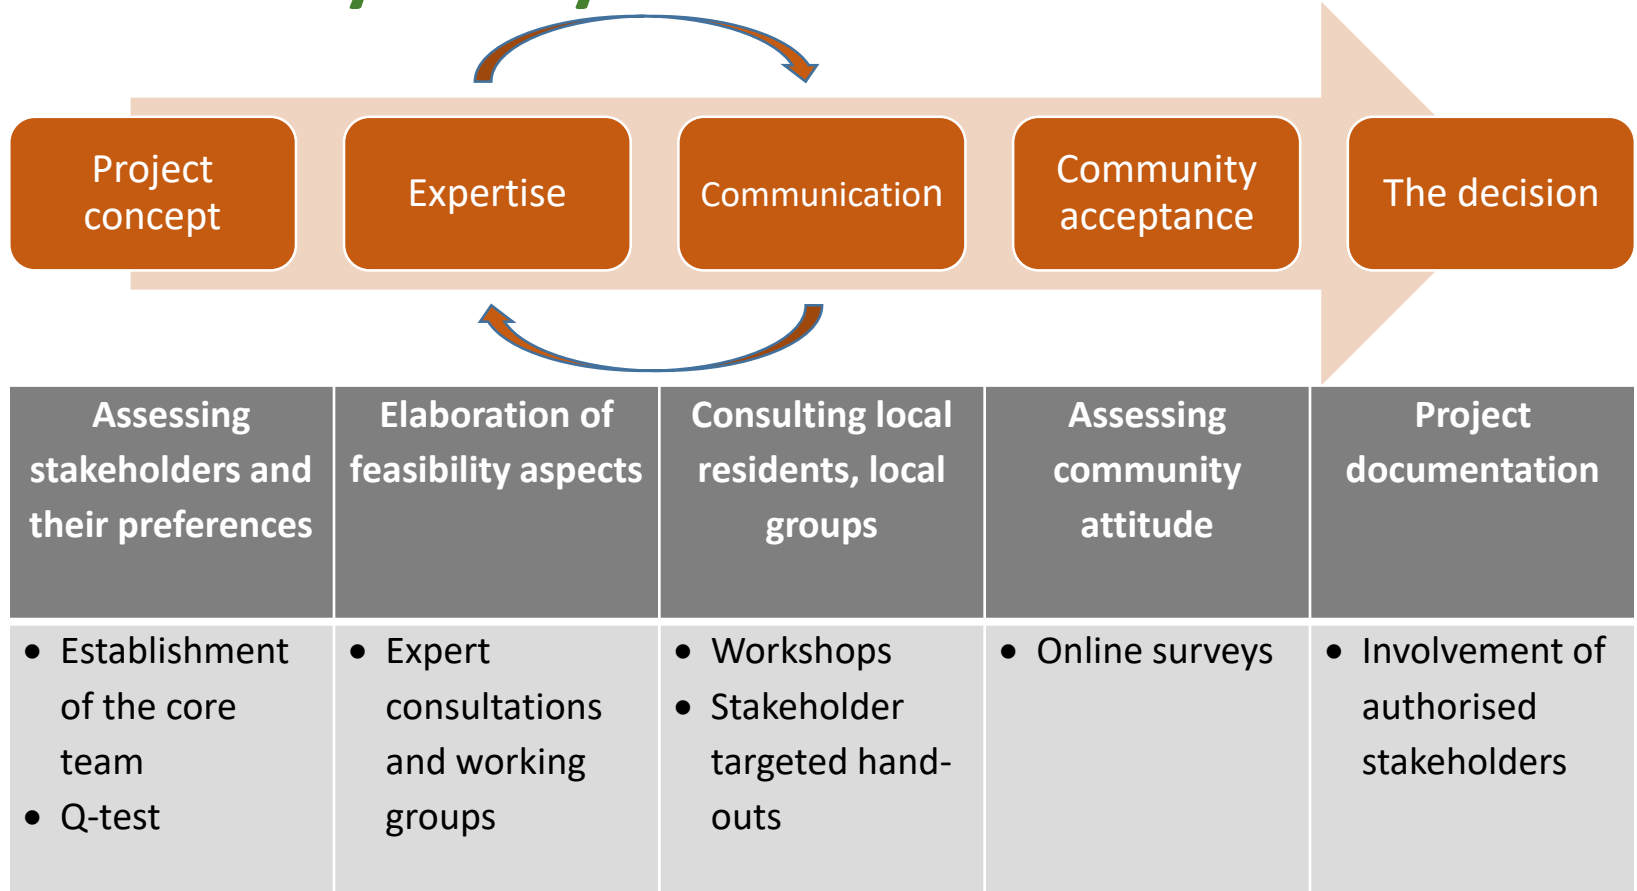 Project
concept
Expertise
Communication
Community
acceptance
The decision
Assessing
stakeholders and
their preferences
Elaboration of
feasibility aspects
Consulting local
residents, local
groups
Assessing
community
attitude
Project
documentation
• Establishment
of the core
team
• Q-test
• Expert
consultations
and working
groups
• Workshops
• Stakeholder
targeted hand-
outs
• Online surveys
• Involvement of
authorised
stakeholders